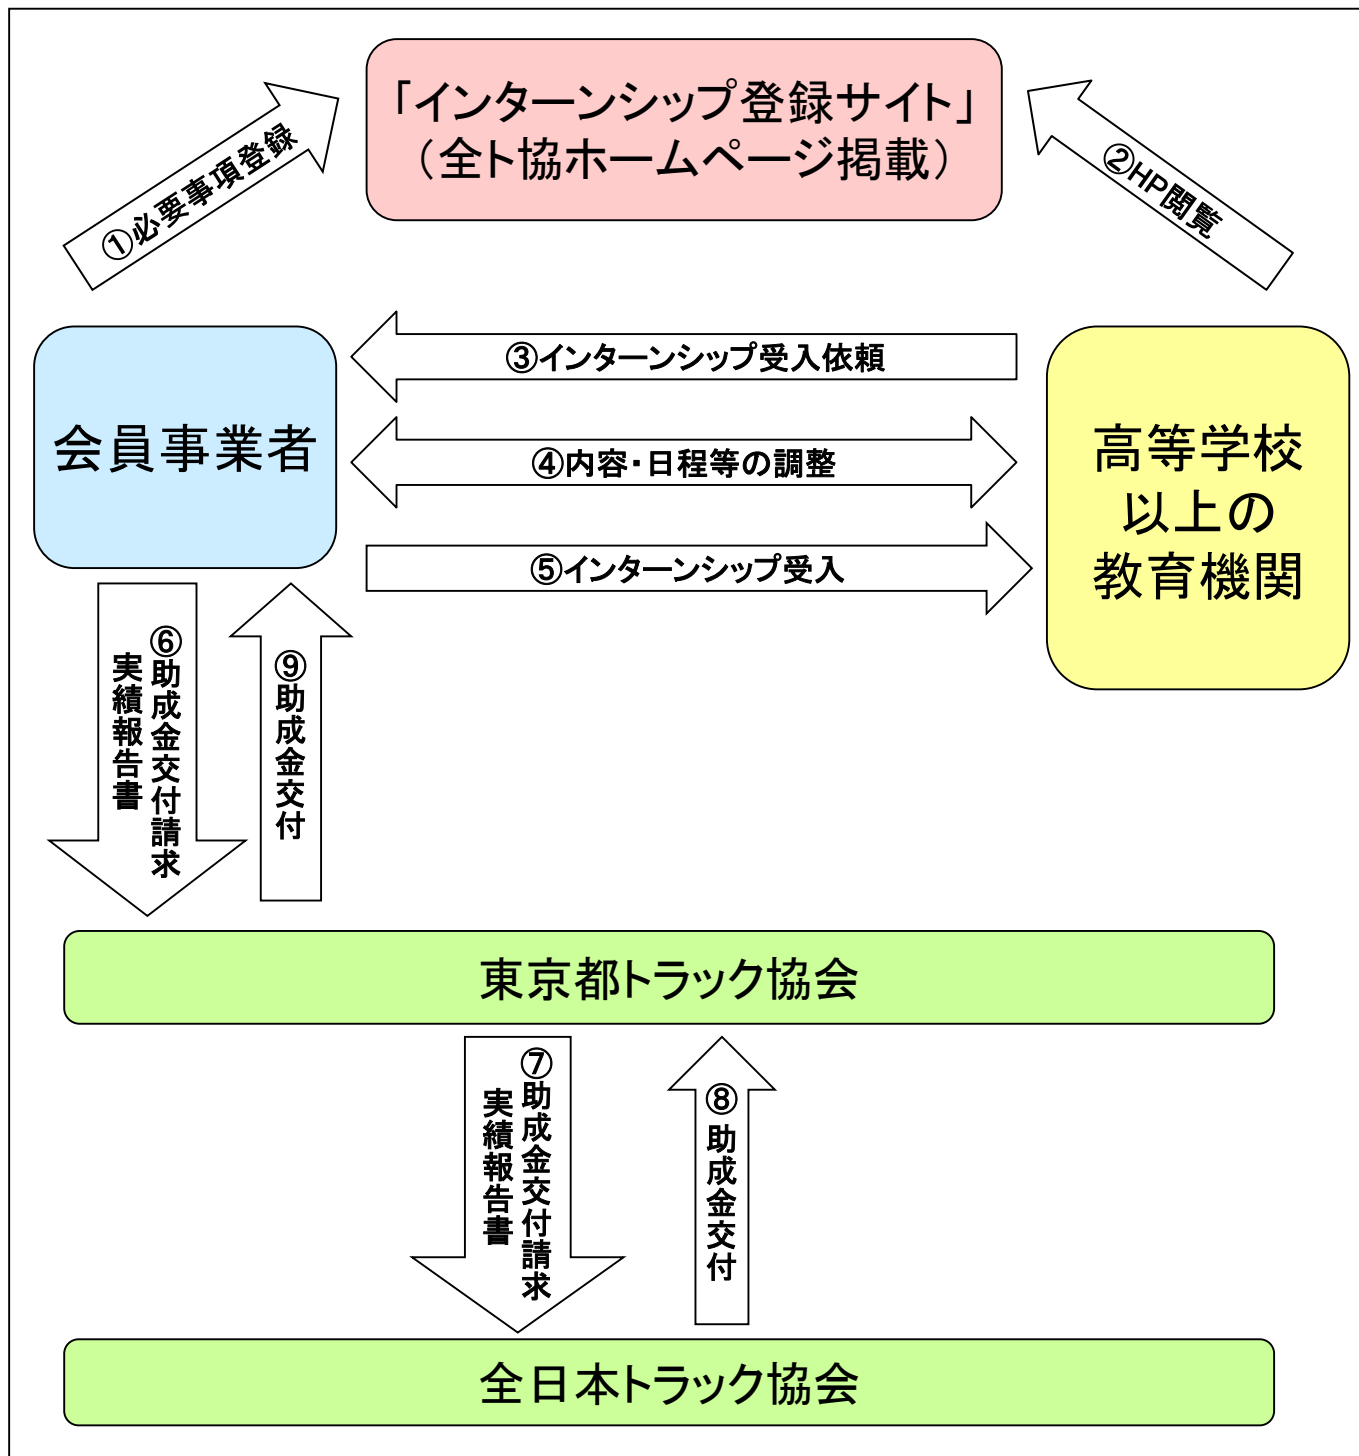 「インターンシップ登録サイト」
（全ト協ホームページ掲載）
①必要事項登録
②HP閲覧
③インターンシップ受入依頼
会員事業者
④内容・日程等の調整
高等学校
以上の
教育機関
⑤インターンシップ受入
⑥助成金交付請求
実績報告書
⑨助成金交付
東京都トラック協会
⑦助成金交付請求
実績報告書
⑧助成金交付
全日本トラック協会